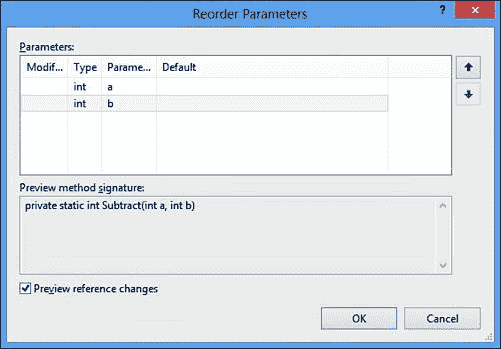 Reorder Parameters
?
Parameters:
Modif... Type Parame... Default
int a
int b
Preview method signature:
private static int Subtract(int a, int b)
Preview reference changes
OK Cancel